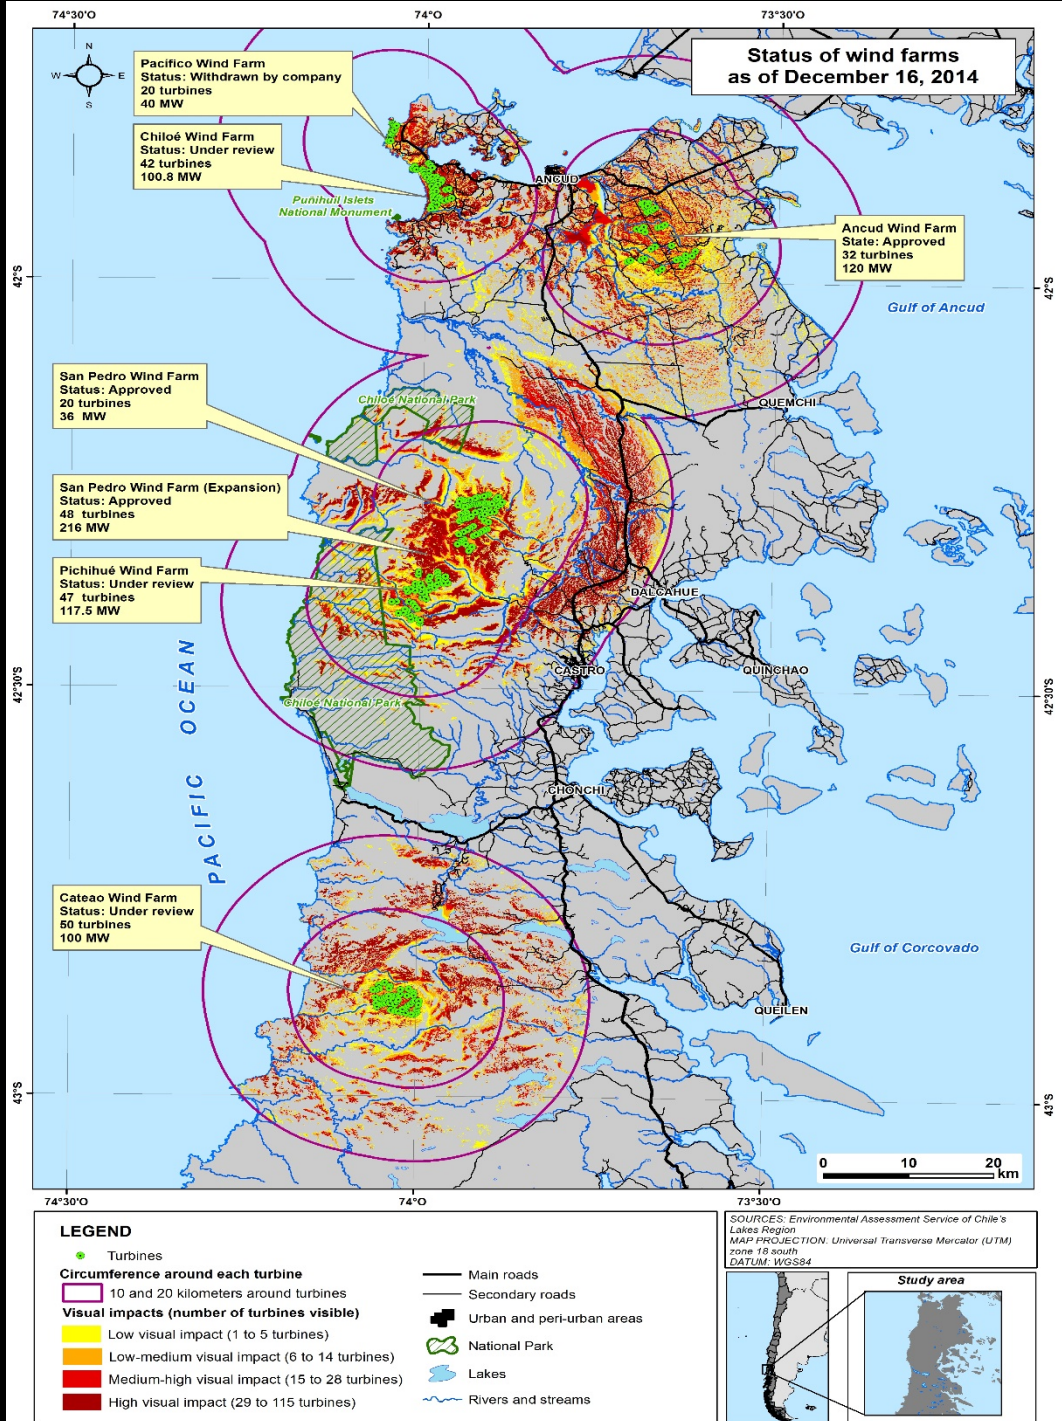 74°30'O
74°O
73°30'O
N
W
E
S
Status of wind farms
as of December 16, 2014
Pacífico Wind Farm
Status: Withdrawn by company
20 turbines
40 MW
Chiloé Wind Farm
Status: Under review
42 turbines
100.8 MW
Puñihuil Islets
National Monument
ANCUD
Ancud Wind Farm
State: Approved
32 turbines
120 MW
42°S
42°S
Gulf of Ancud
San Pedro Wind Farm
Status: Approved
20 turbines
36 MW
Chiloé National Park
QUEMCHI
San Pedro Wind Farm (Expansion)
Status: Approved
48 turbines
216 MW
Pichihué Wind Farm
Status: Under review
47 turbines
117.5 MW
DALCAHUE
CASTRO
QUINCHAO
42°30'S
42°30'S
Chiloé National Park
PACIFIC OCEAN
CHONCHI
Cateao Wind Farm
Status: Under review
50 turbines
100 MW
Gulf of Corcovado
QUEILEN
43°S
43°S
0 10 20
km
74°30'O
74°O
73°30'O
LEGEND
Turbines
Circumference around each turbine
10 and 20 kilometers around turbines
Visual impacts (number of turbines visible)
Low visual impact (1 to 5 turbines)
Low-medium visual impact (6 to 14 turbines)
Medium-high visual impact (15 to 28 turbines)
High visual impact (29 to 115 turbines)
Main roads
Secondary roads
Urban and peri-urban areas
National Park
Lakes
Rivers and streams
SOURCES: Environmental Assessment Service of Chile's
Lakes Region
MAP PROJECTION: Universal Transverse Mercator (UTM)
zone 18 south
DATUM: WGS84
Study area